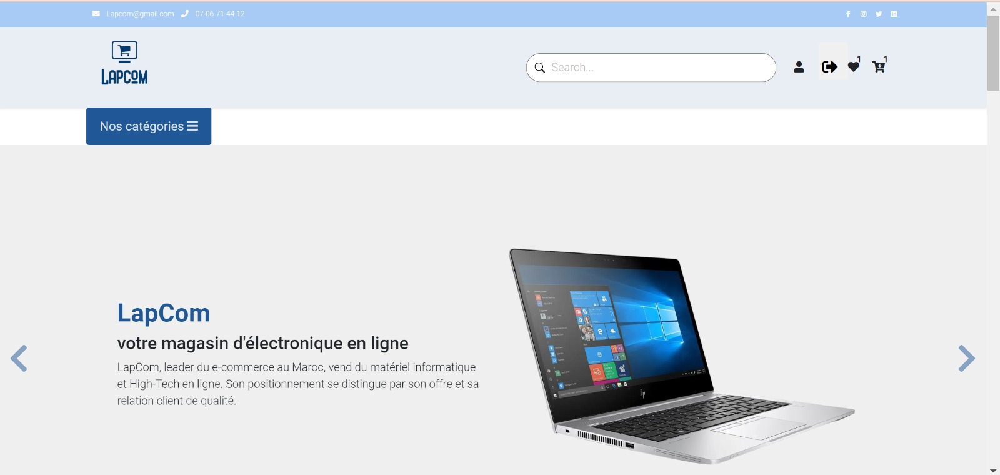 Lapcom@gmail.com 07-06-71-44-12
LAPCOM
Search...
1
1
Nos catégories
LapCom
votre magasin d'électronique en ligne
LapCom, leader du e-commerce au Maroc, vend du matériel informatique
et High-Tech en ligne. Son positionnement se distingue par son offre et sa
relation client de qualité.
hp